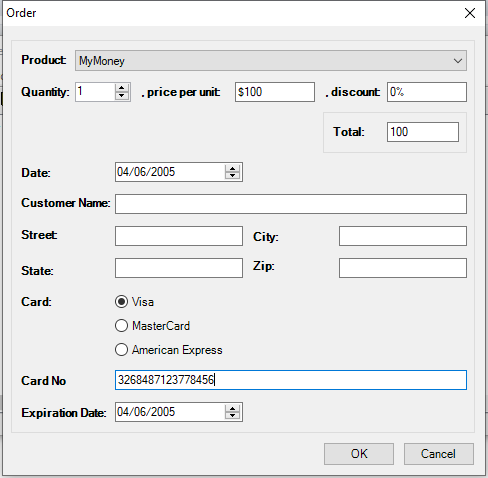 Order
Product: MyMoney
Quantity: 1 , price per unit: $100 , discount: 0%
Total: 100
Date: 04/06/2005
Customer Name:
Street: City:
State: Zip:
Card: Visa
MasterCard
American Express
Card No 3268487123778456
Expiration Date: 04/06/2005
OK Cancel